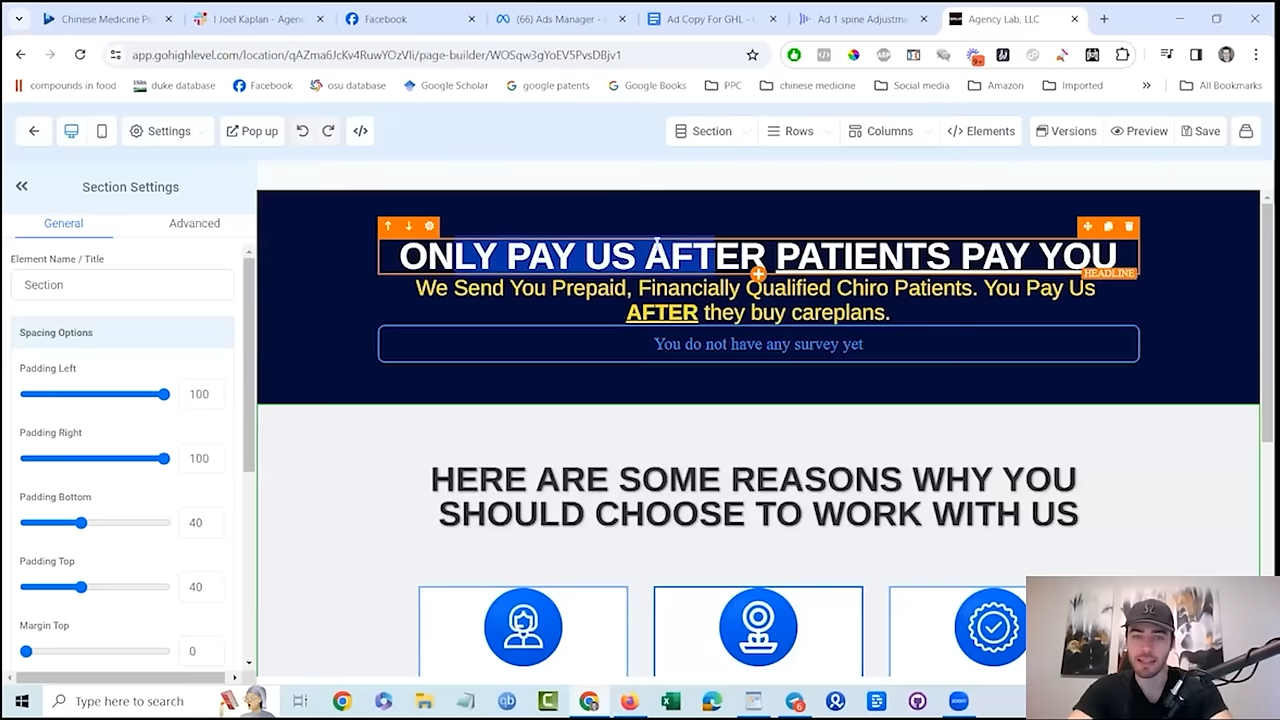 Chinese Medicine P
I Joel Kaplan - Agen
Facebook
(66) Ads Manager -
Ad Copy For GHL -
Ad 1 spine Adjustme
Agency Lab, LLC
app.gohighlevel.com/location/
compounds in food
duke database
Facebook
osu database
Google Scholar
google patents
Google Books
PPC
chinese medicine
Social media
Amazon
Imported
All Bookmarks
Settings
Pop up
Section
Rows
Columns
Elements
Versions
Preview
Save
Section Settings
General
Advanced
Element Name / Title
Section
Spacing Options
Padding Left
100
Padding Right
100
Padding Bottom
40
Padding Top
40
Margin Top
0
ONLY PAY US AFTER PATIENTS PAY YOU
HEADLINE
We Send You Prepaid, Financially Qualified Chiro Patients. You Pay Us
AFTER they buy careplans.
You do not have any survey yet
HERE ARE SOME REASONS WHY YOU
SHOULD CHOOSE TO WORK WITH US
Type here to search